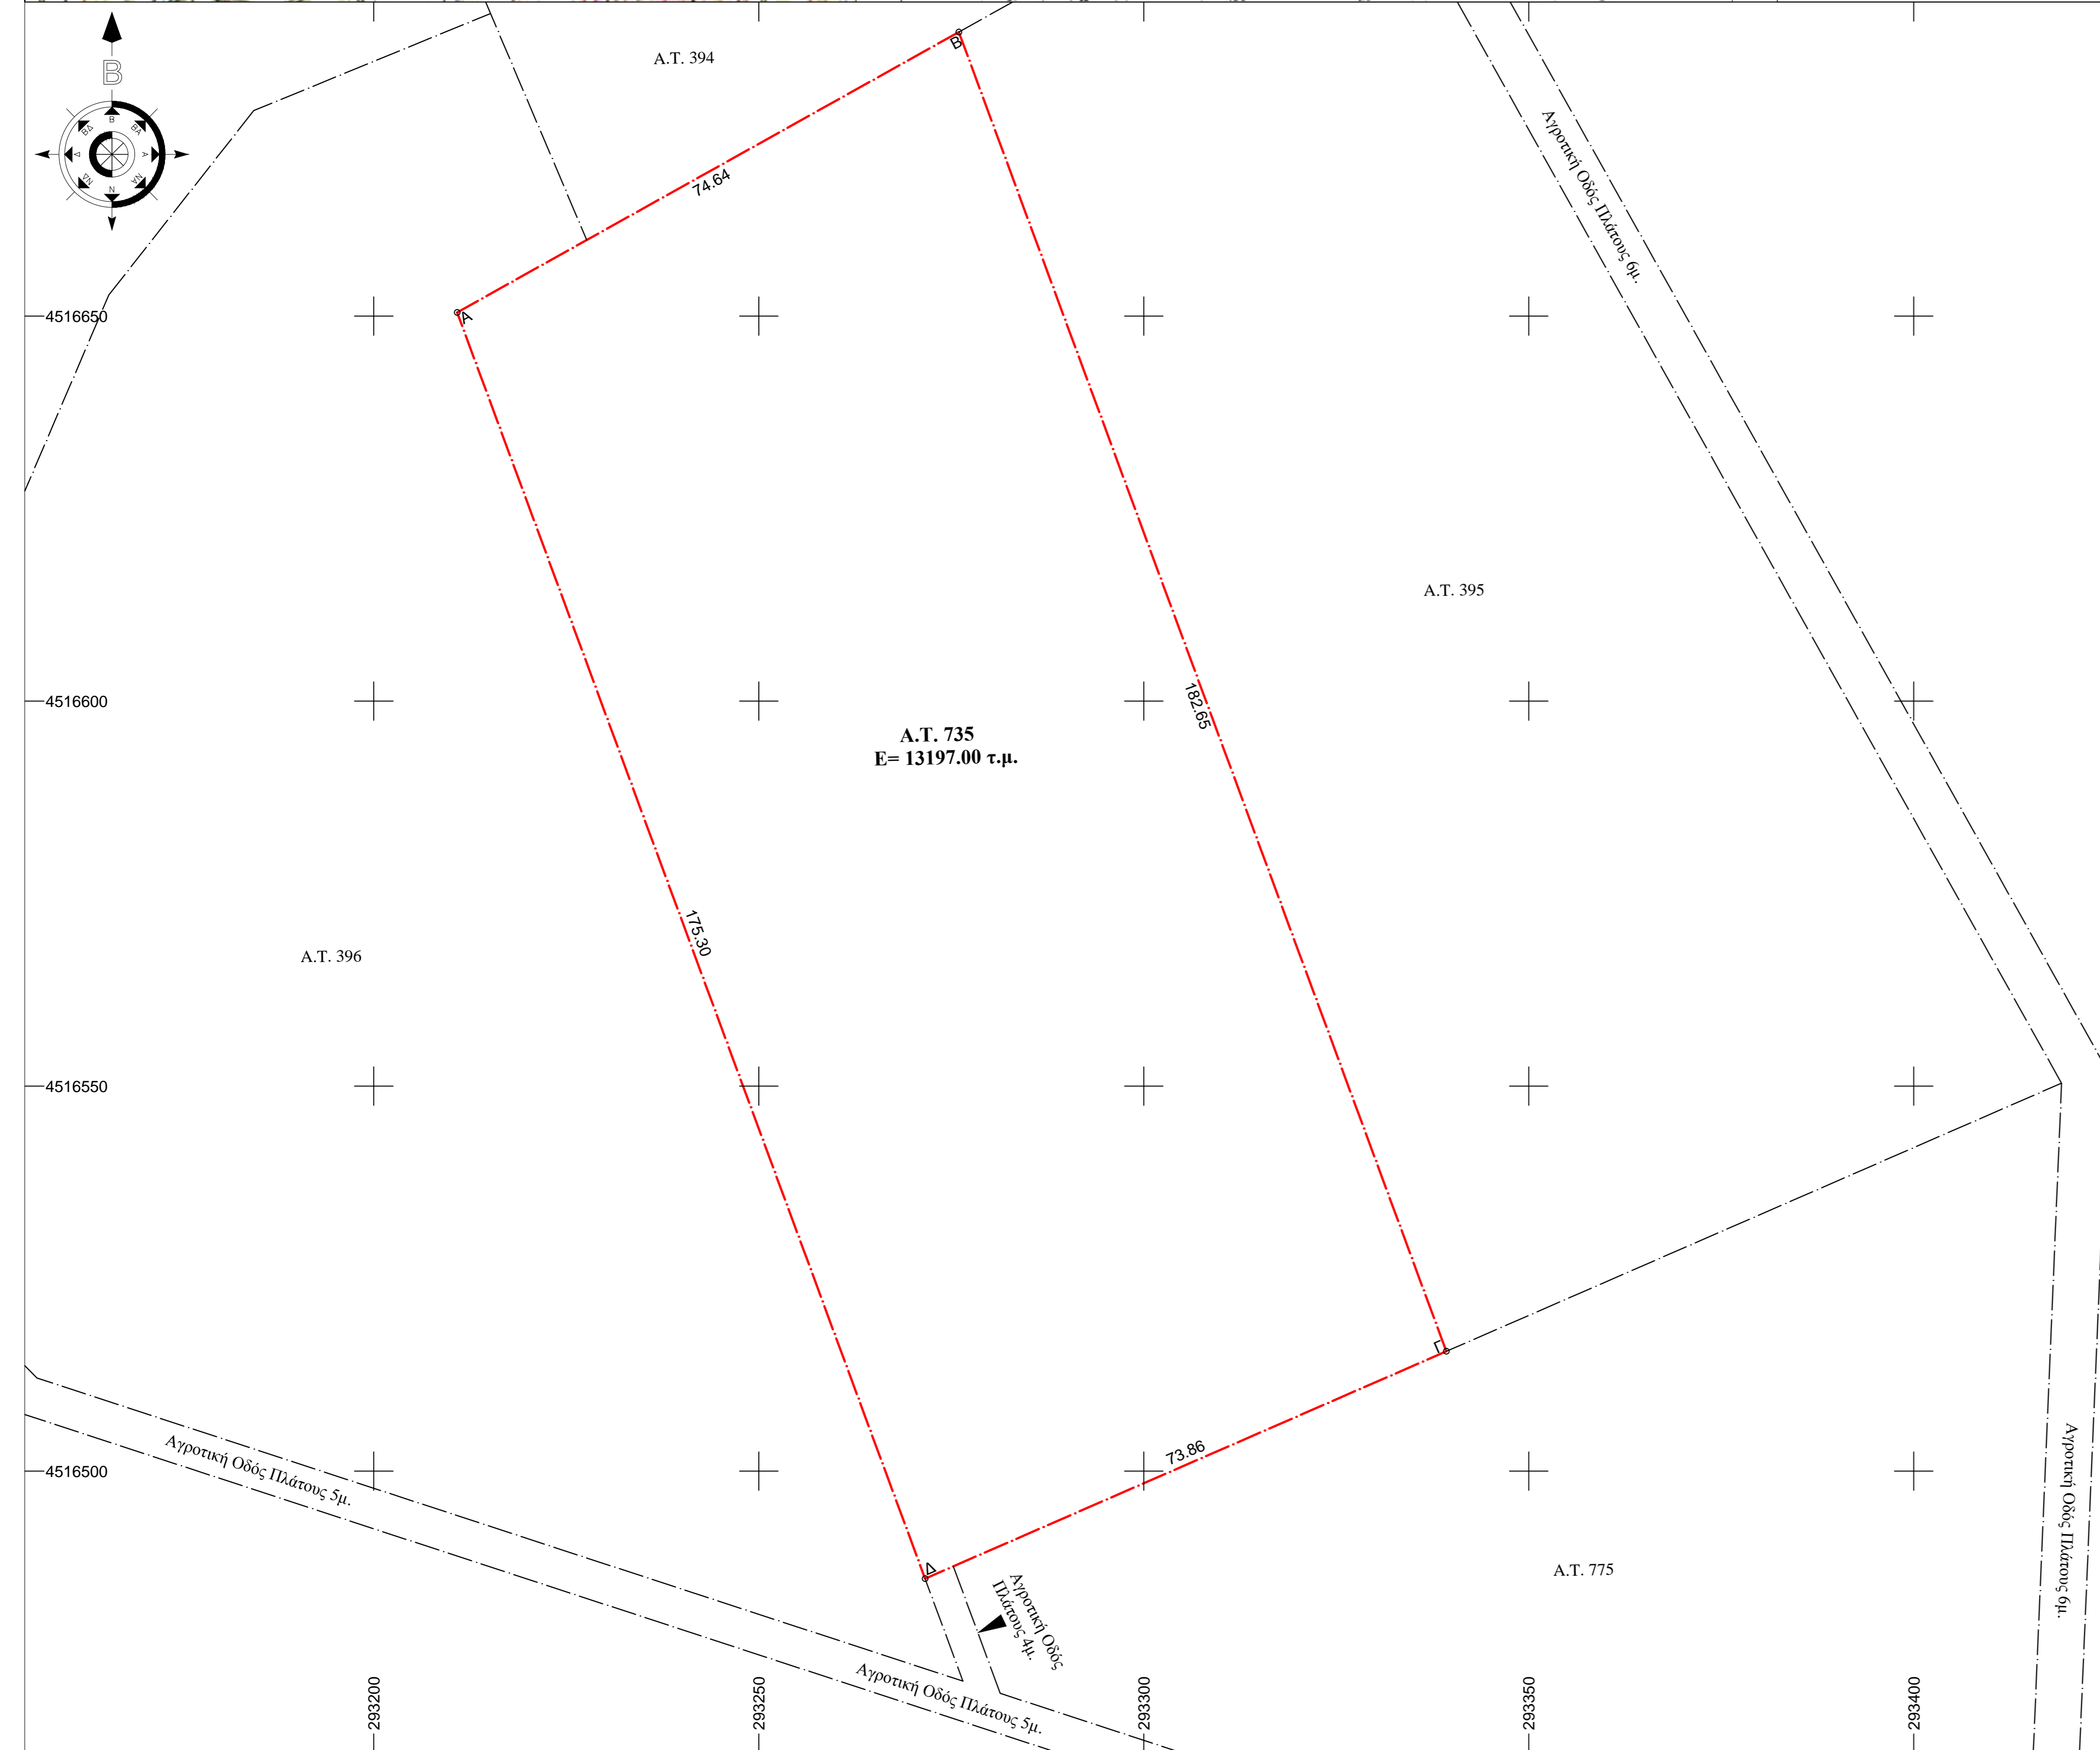 Β
Β
ΒΑ
Α
ΝΑ
Ν
ΝΔ
Δ
ΒΔ
Α.Τ. 394
Β
Αγροτική Οδός Πλάτους 6μ.
74.64
4516650
Α
Α.Τ. 395
182.65
4516600
Α.Τ. 735
Ε= 13197.00 τ.μ.
175.30
Α.Τ. 396
4516550
Γ
73.86
4516500
Αγροτική Οδός Πλάτους 5μ.
Δ
Α.Τ. 775
Αγροτική Οδός Πλάτους 6μ.
Αγροτική Οδός
Πλάτους 4μ.
Αγροτική Οδός Πλάτους 5μ.
293200
293250
293300
293350
293400